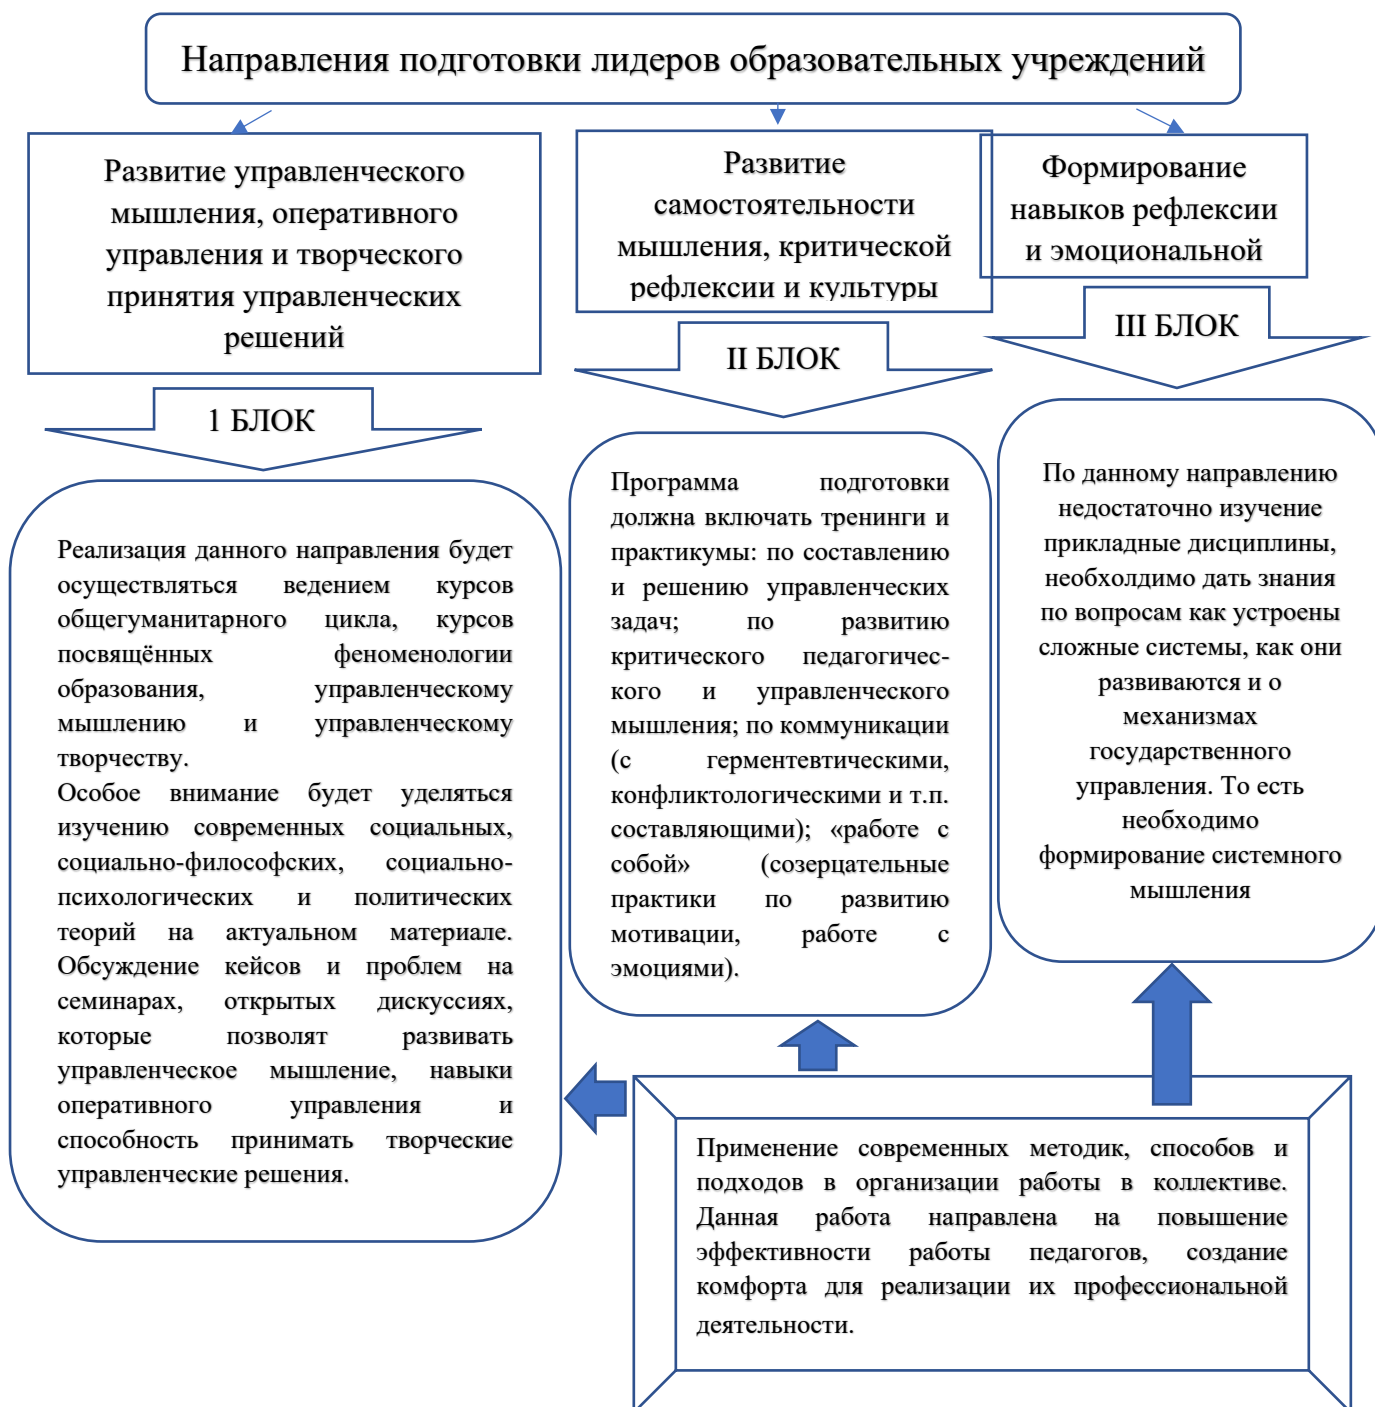 Направления подготовки лидеров образовательных учреждений
Развитие управленческого
мышления, оперативного
управления и творческого
принятия управленческих
решений
Развитие
самостоятельности
мышления, критической
рефлексии и культуры
Формирование
навыков рефлексии
и эмоциональной
1 БЛОК
II БЛОК
III БЛОК
Реализация данного направления будет
осуществляться ведением курсов
общегуманитарного цикла, курсов
посвящённых феноменологии
образования, управленческому
мышлению и управленческому
творчеству.
Особое внимание будет уделяться
изучению современных социальных,
социально-философских, социально-
психологических и политических
теорий на актуальном материале.
Обсуждение кейсов и проблем на
семинарах, открытых дискуссиях,
которые позволят развивать
управленческое мышление, навыки
оперативного управления и
способность принимать творческие
управленческие решения.
Программа подготовки
должна включать тренинги и
практикумы: по составлению
и решению управленческих
задач; по развитию
критического педагогичес-
кого и управленческого
мышления; по коммуникации
(с герментевтическими,
конфликтологическими и т.п.
составляющими); «работе с
собой» (созерцательные
практики по развитию
мотивации, работе с
эмоциями).
По данному направлению
недостаточно изучение
прикладные дисциплины,
необхолдимо дать знания
по вопросам как устроены
сложные системы, как они
развиваются и о
механизмах
государственного
управления. То есть
необходимо
формирование системного
мышления
Применение современных методик, способов и
подходов в организации работы в коллективе.
Данная работа направлена на повышение
эффективности работы педагогов, создание
комфорта для реализации их профессиональной
деятельности.